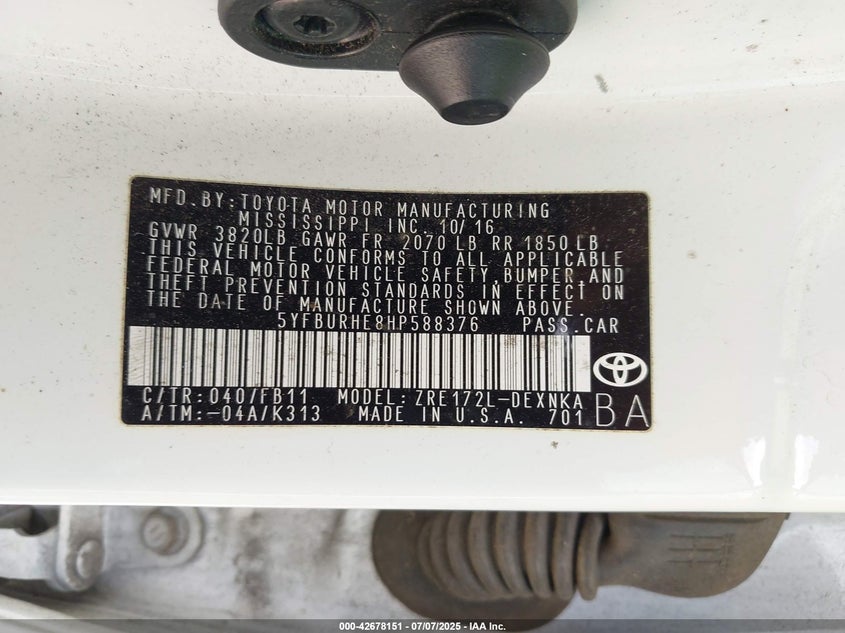 MFD. BY: TOYOTA MOTOR MANUFACTURING
MISSISSIPPI INC. 10/16
GVWR 3820LB GAWR FR 2070 LB RR 1850 LB
THIS VEHICLE CONFORMS TO ALL APPLICABLE
FEDERAL MOTOR VEHICLE SAFETY, BUMPER, AND
THEFT PREVENTION STANDARDS IN EFFECT ON
THE DATE OF MANUFACTURE SHOWN ABOVE.
5YFBURHE8HP588376 PASS. CAR
C/TR: 040/FB11 MODEL: ZRE172L-DEXNKA
A/TM: -04A/K313 MADE IN U.S.A. 701 BA
000-42678151 - 07/07/2025 - IAA Inc.